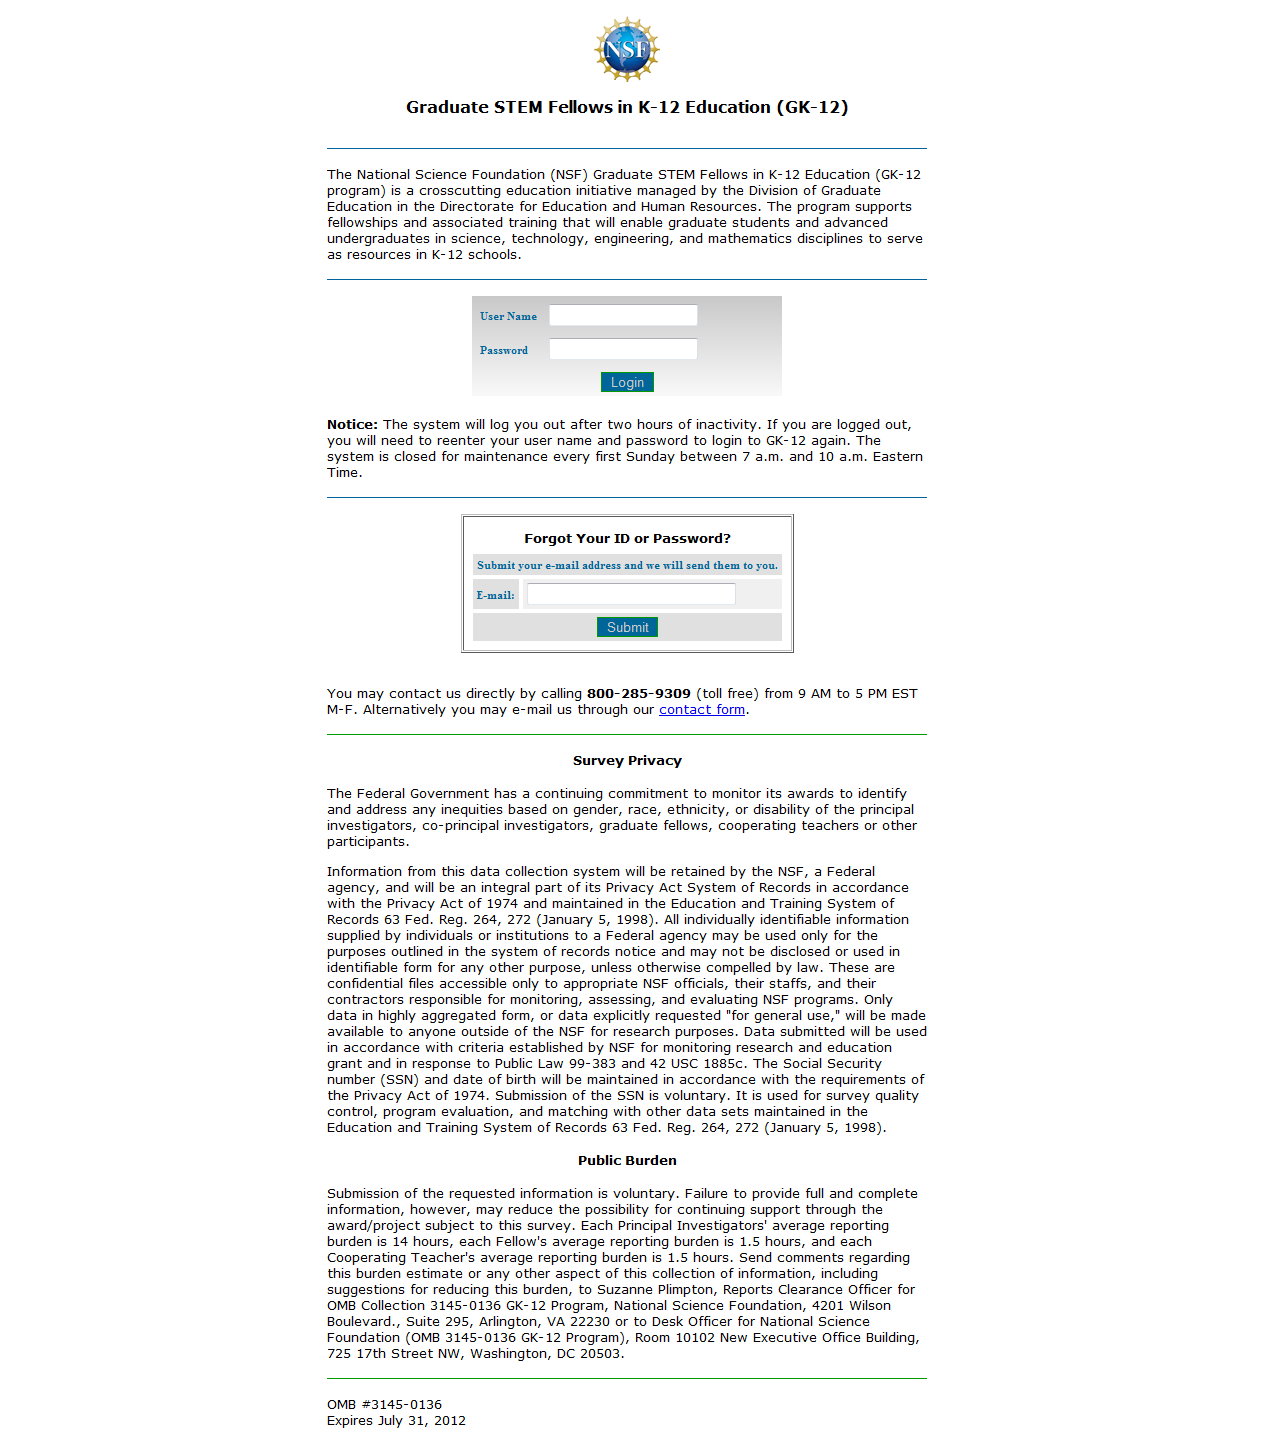 NSF
Graduate STEM Fellows in K-12 Education (GK-12)
The National Science Foundation (NSF) Graduate STEM Fellows in K-12 Education (GK-12
program) is a crosscutting education initiative managed by the Division of Graduate
Education in the Directorate for Education and Human Resources. The program supports
fellowships and associated training that will enable graduate students and advanced
undergraduates in science, technology, engineering, and mathematics disciplines to serve
as resources in K-12 schools.
User Name
Password
Login
Notice: The system will log you out after two hours of inactivity. If you are logged out,
you will need to reenter your user name and password to login to GK-12 again. The
system is closed for maintenance every first Sunday between 7 a.m. and 10 a.m. Eastern
Time.
Forgot Your ID or Password?
Submit your e-mail address and we will send them to you.
E-mail:
Submit
You may contact us directly by calling 800-285-9309 (toll free) from 9 AM to 5 PM EST
M-F. Alternatively you may e-mail us through our contact form.
Survey Privacy
The Federal Government has a continuing commitment to monitor its awards to identify
and address any inequities based on gender, race, ethnicity, or disability of the principal
investigators, co-principal investigators, graduate fellows, cooperating teachers or other
participants.
Information from this data collection system will be retained by the NSF, a Federal
agency, and will be an integral part of its Privacy Act System of Records in accordance
with the Privacy Act of 1974 and maintained in the Education and Training System of
Records 63 Fed. Reg. 264, 272 (January 5, 1998). All individually identifiable information
supplied by individuals or institutions to a Federal agency may be used only for the
purposes outlined in the system of records notice and may not be disclosed or used in
identifiable form for any other purpose, unless otherwise compelled by law. These are
confidential files accessible only to appropriate NSF officials, their staffs, and their
contractors responsible for monitoring, assessing, and evaluating NSF programs. Only
data in highly aggregated form, or data explicitly requested "for general use," will be made
available to anyone outside of the NSF for research purposes. Data submitted will be used
in accordance with criteria established by NSF for monitoring research and education
grant and in response to Public Law 99-383 and 42 USC 1885c. The Social Security
number (SSN) and date of birth will be maintained in accordance with the requirements of
the Privacy Act of 1974. Submission of the SSN is voluntary. It is used for survey quality
control, program evaluation, and matching with other data sets maintained in the
Education and Training System of Records 63 Fed. Reg. 264, 272 (January 5, 1998).
Public Burden
Submission of the requested information is voluntary. Failure to provide full and complete
information, however, may reduce the possibility for continuing support through the
award/project subject to this survey. Each Principal Investigators' average reporting
burden is 14 hours, each Fellow's average reporting burden is 1.5 hours, and each
Cooperating Teacher's average reporting burden is 1.5 hours. Send comments regarding
this burden estimate or any other aspect of this collection of information, including
suggestions for reducing this burden, to Suzanne Plimpton, Reports Clearance Officer for
OMB Collection 3145-0136 GK-12 Program, National Science Foundation, 4201 Wilson
Boulevard., Suite 295, Arlington, VA 22230 or to Desk Officer for National Science
Foundation (OMB 3145-0136 GK-12 Program), Room 10102 New Executive Office Building,
725 17th Street NW, Washington, DC 20503.
OMB #3145-0136
Expires July 31, 2012